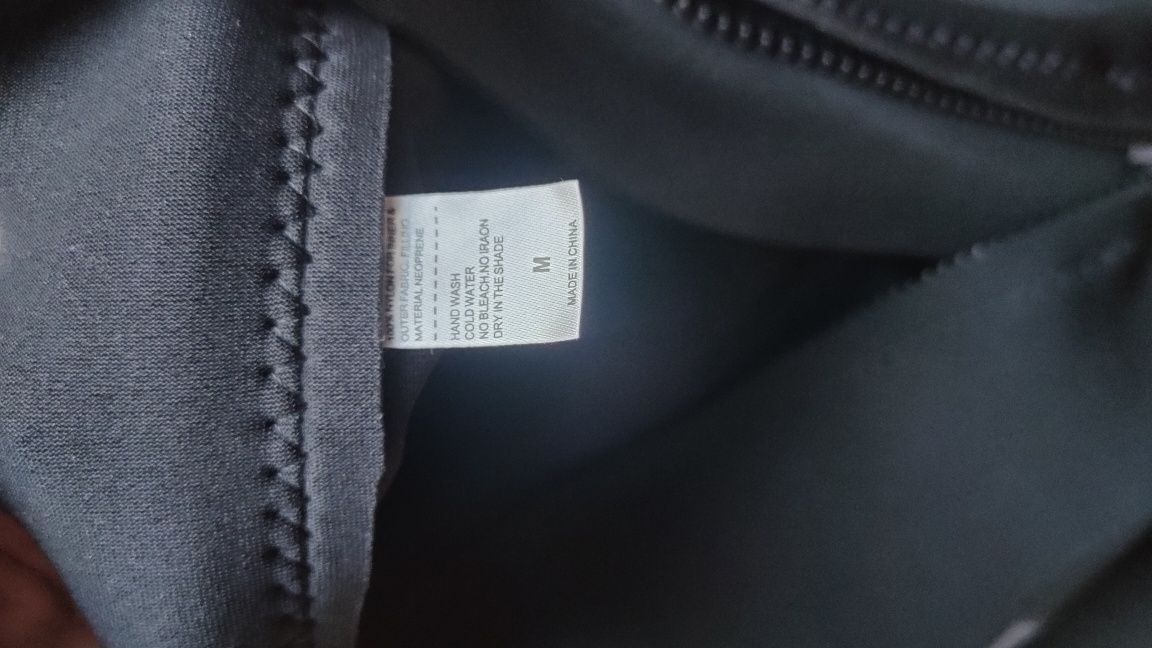 OUTER FABRIC. FILLING
MATERIAL NEOPRENE
HAND WASH
COLD WATER
NO BLEACH.NO IRAON
DRY IN THE SHADE
M
MADE IN CHINA